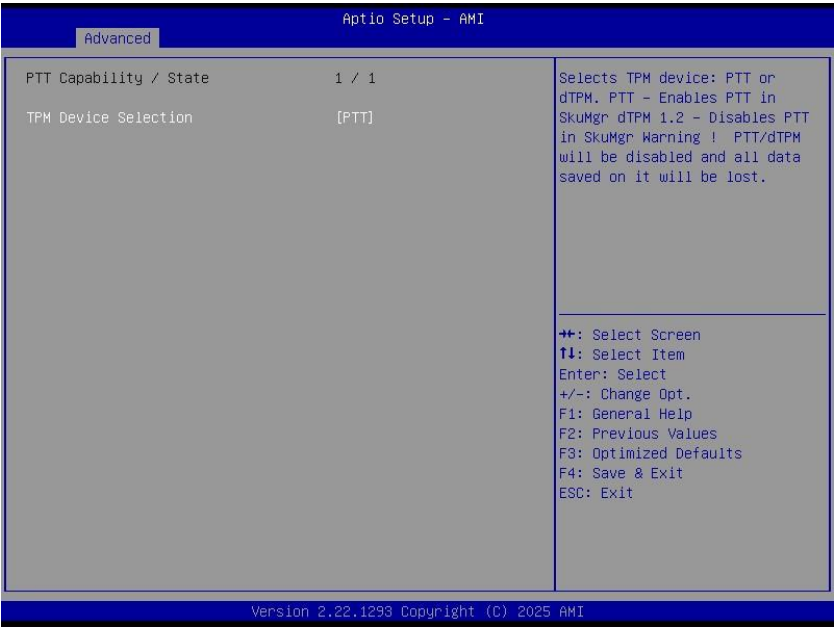 Aptio Setup – AMI
Advanced
PTT Capability / State 1 / 1
TPM Device Selection [PTT]
Selects TPM device: PTT or
dTPM. PTT – Enables PTT in
SkuMgr dTPM 1.2 – Disables PTT
in SkuMgr Warning ! PTT/dTPM
will be disabled and all data
saved on it will be lost.
→←: Select Screen
↑↓: Select Item
Enter: Select
+/-: Change Opt.
F1: General Help
F2: Previous Values
F3: Optimized Defaults
F4: Save & Exit
ESC: Exit
Version 2.22.1293 Copyright (C) 2025 AMI